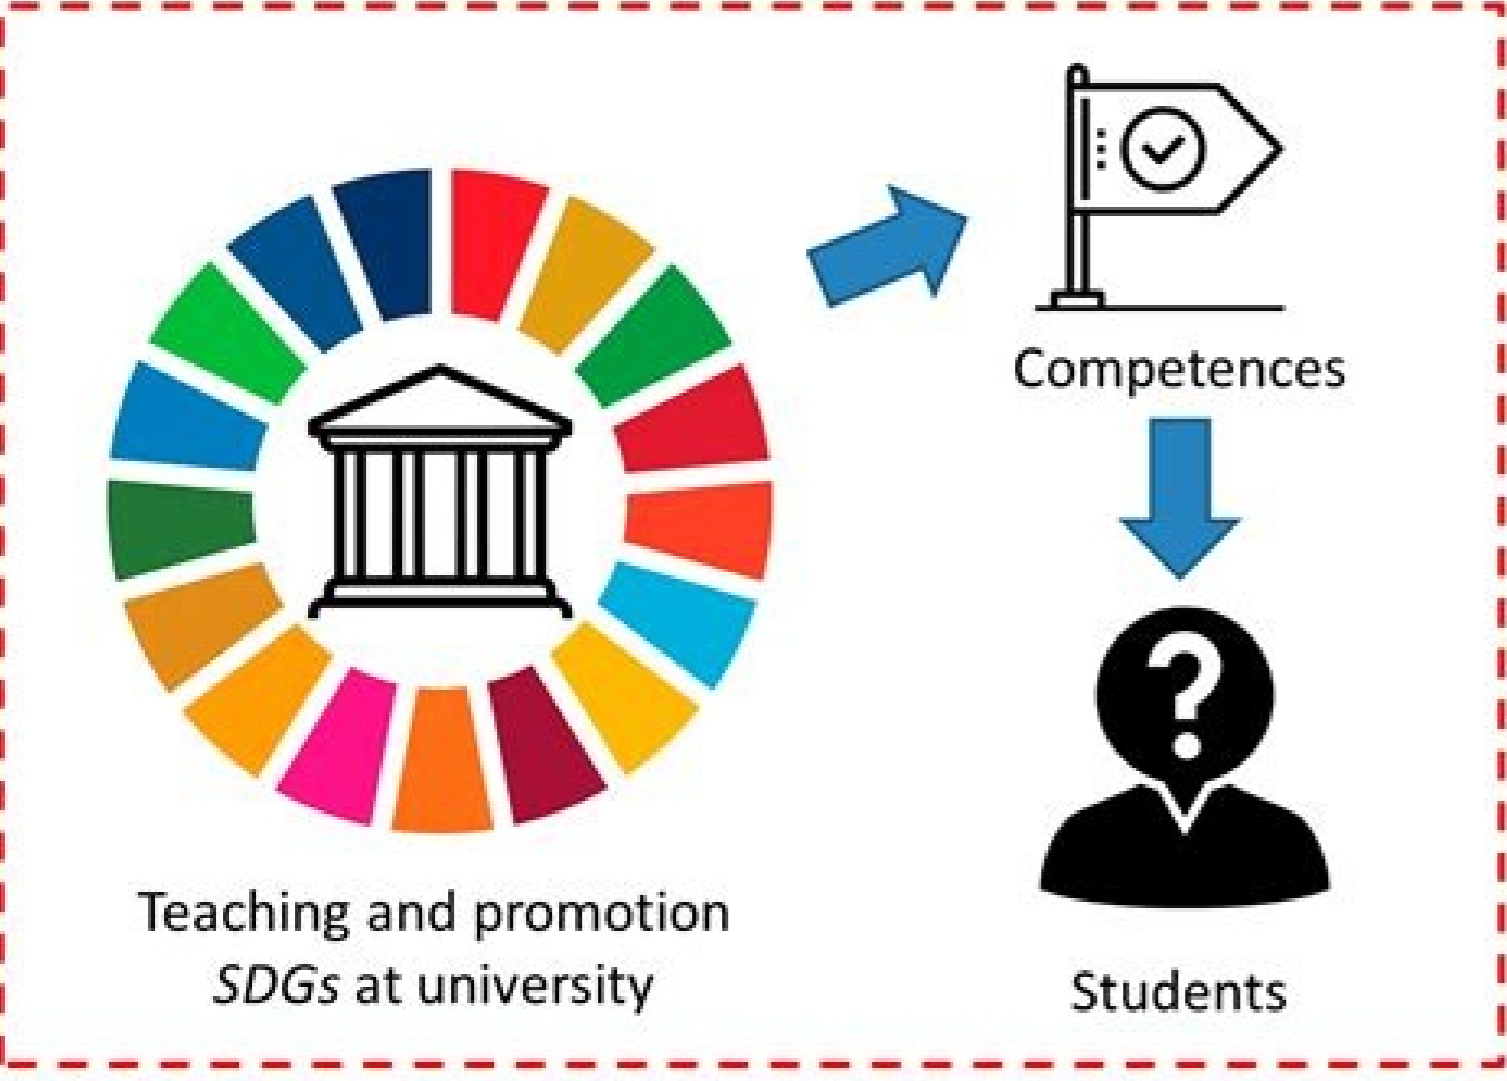 Competences
Teaching and promotion
SDGs at university
Students
?